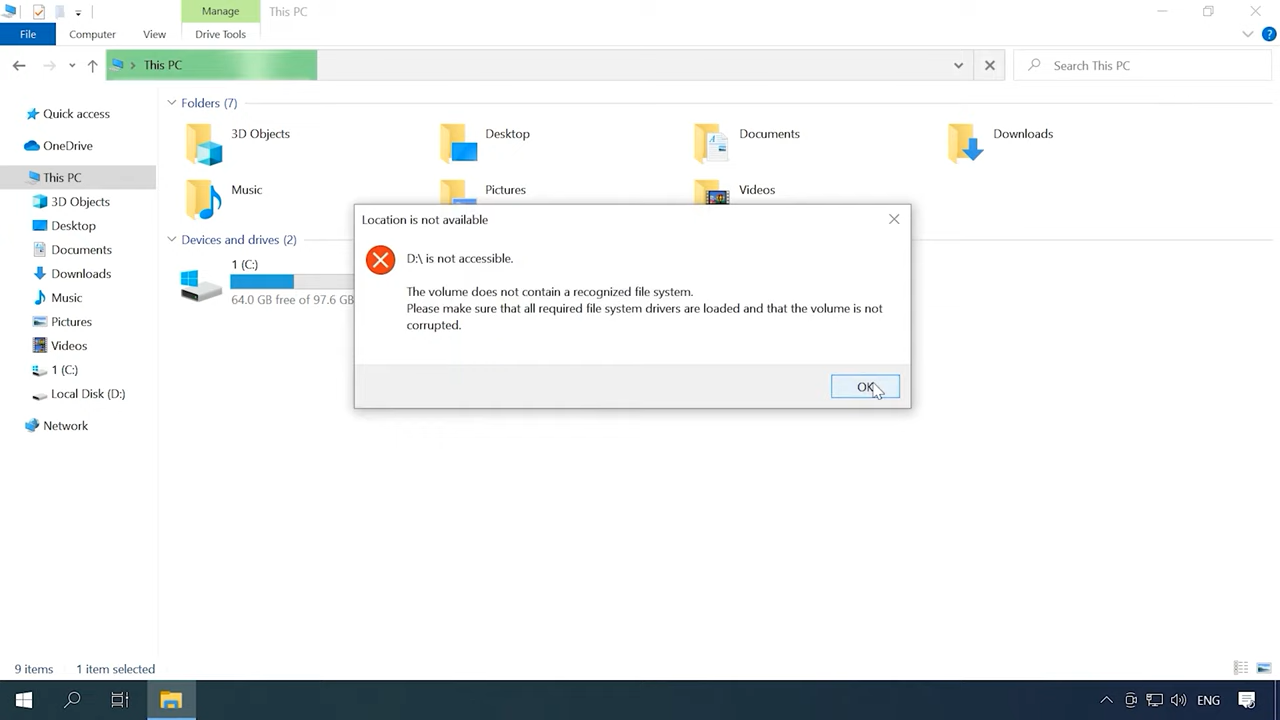 Manage
This PC
File
Computer
View
Drive Tools
This PC
Search This PC
Quick access
OneDrive
This PC
3D Objects
Desktop
Documents
Downloads
Music
Pictures
Videos
1 (C:)
Local Disk (D:)
Network
Folders (7)
3D Objects
Desktop
Documents
Downloads
Music
Pictures
Videos
Devices and drives (2)
1 (C:)
64.0 GB free of 97.6 GB
Location is not available
D:\ is not accessible.
The volume does not contain a recognized file system.
Please make sure that all required file system drivers are loaded and that the volume is not
corrupted.
OK
9 items
1 item selected
ENG